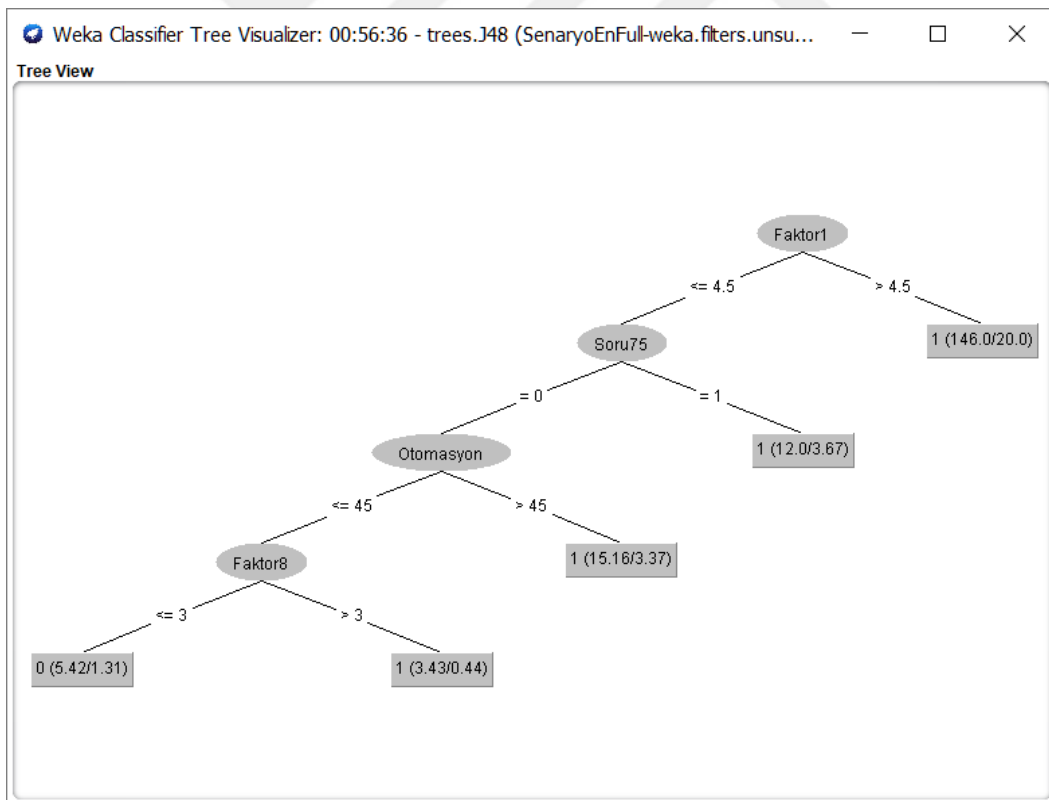 Weka Classifier Tree Visualizer: 00:56:36 - trees.J48 (SenaryoEnFull-weka.filters.unsu...
Tree View
Faktor1
<= 4.5
> 4.5
Soru75
1 (146.0/20.0)
= 0
= 1
Otomasyon
1 (12.0/3.67)
<= 45
> 45
Faktor8
1 (15.16/3.37)
<= 3
> 3
0 (5.42/1.31)
1 (3.43/0.44)